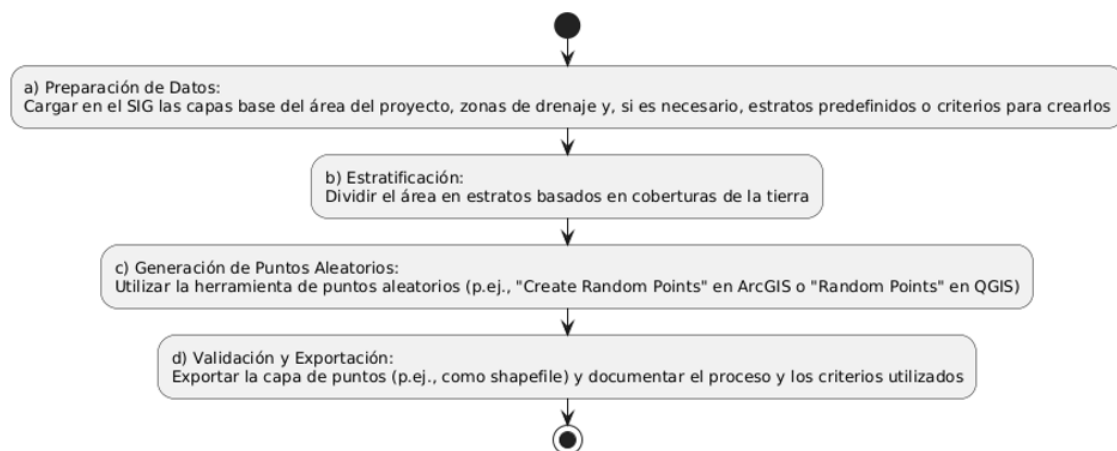 a) Preparación de Datos:
Cargar en el SIG las capas base del área del proyecto, zonas de drenaje y, si es necesario, estratos predefinidos o criterios para crearlos
b) Estratificación:
Dividir el área en estratos basados en coberturas de la tierra
c) Generación de Puntos Aleatorios:
Utilizar la herramienta de puntos aleatorios (p.ej., "Create Random Points" en ArcGIS o "Random Points" en QGIS)
d) Validación y Exportación:
Exportar la capa de puntos (p.ej., como shapefile) y documentar el proceso y los criterios utilizados